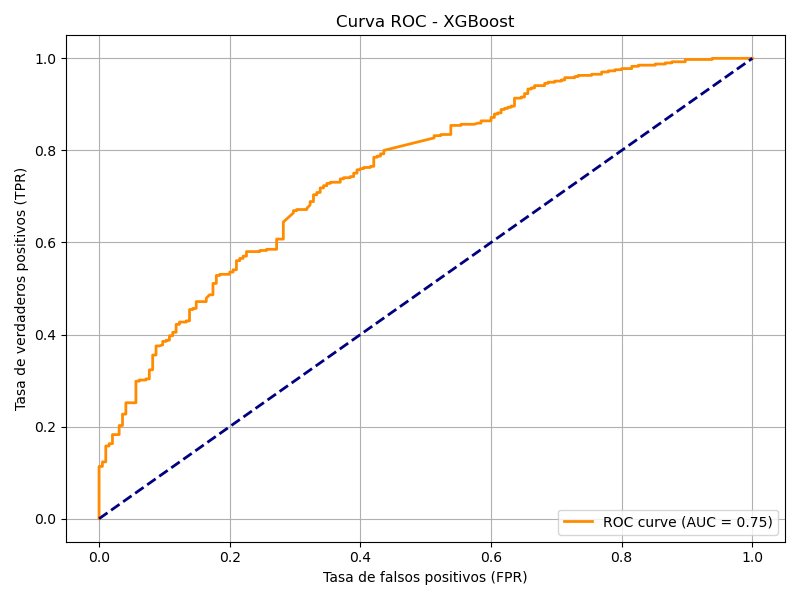 Curva ROC - XGBoost
Tasa de verdaderos positivos (TPR)
1.0
0.8
0.6
0.4
0.2
0.0
0.0 0.2 0.4 0.6 0.8 1.0
Tasa de falsos positivos (FPR)
ROC curve (AUC = 0.75)